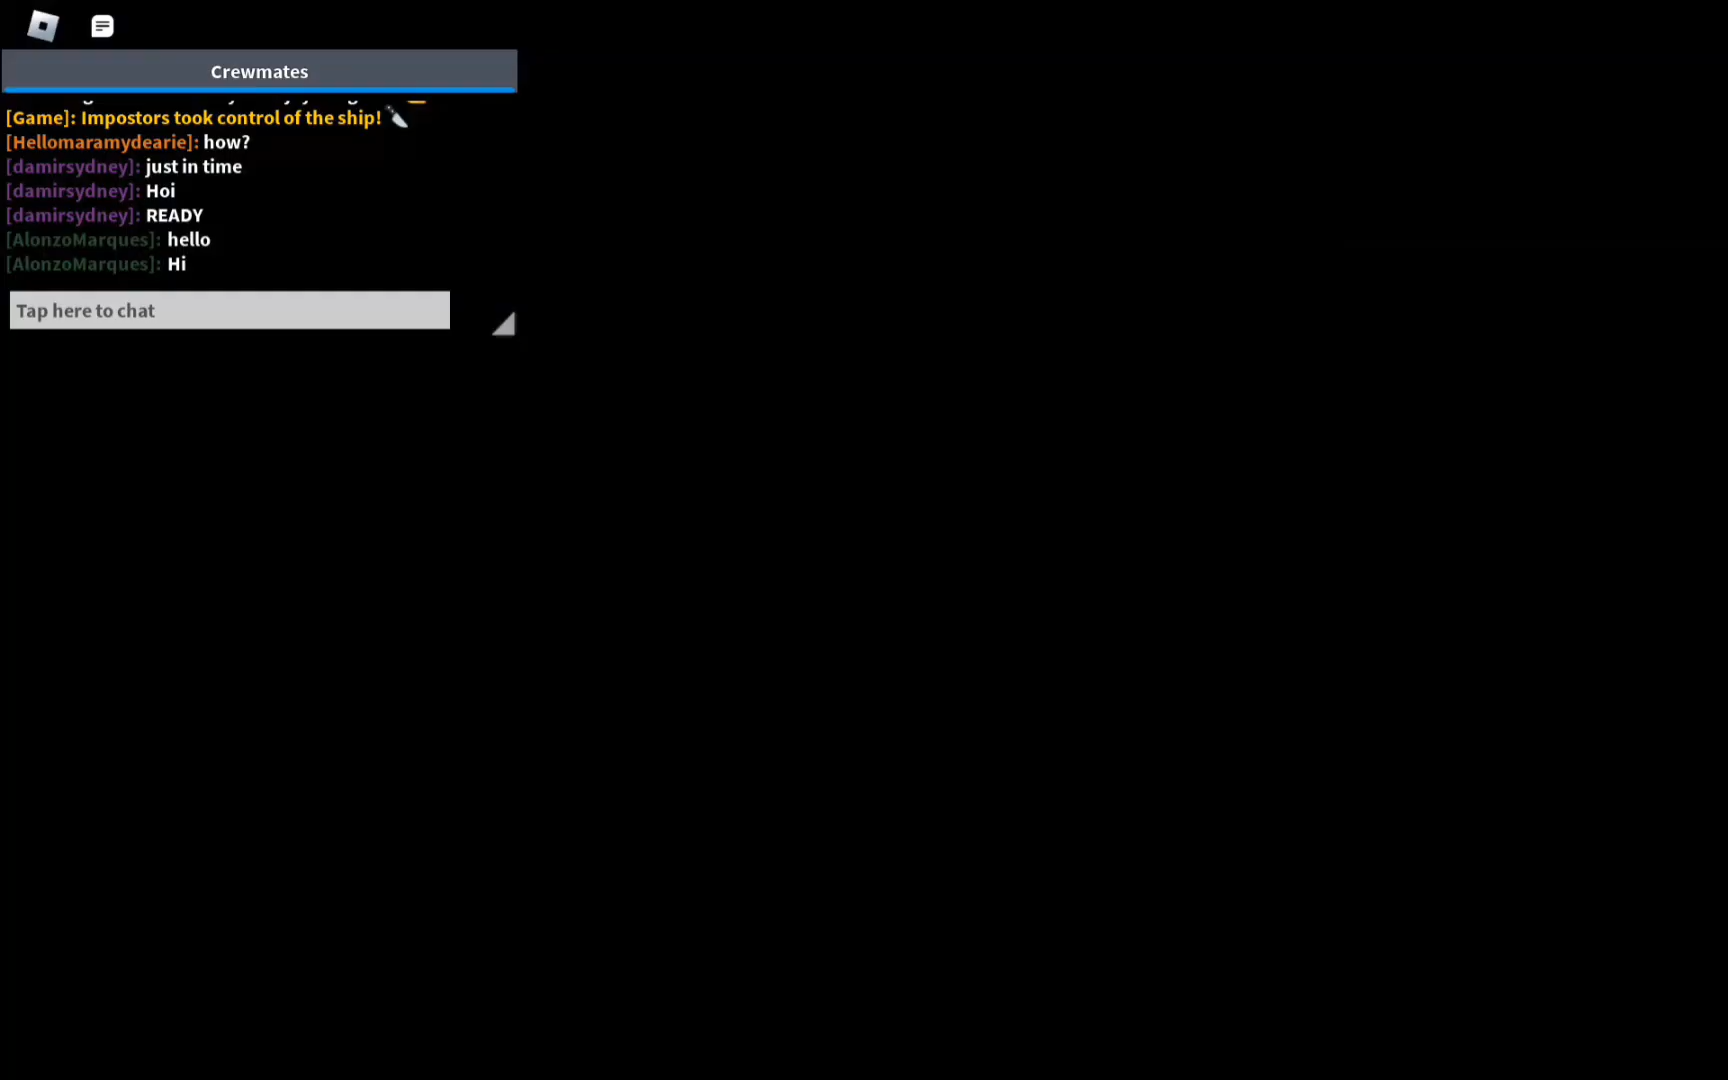 Crewmates
[Game]: Impostors took control of the ship! 🔪
[Hellomaramydearie]: how?
[damirsydney]: just in time
[damirsydney]: Hoi
[damirsydney]: READY
[AlonzoMarques]: hello
[AlonzoMarques]: Hi
Tap here to chat